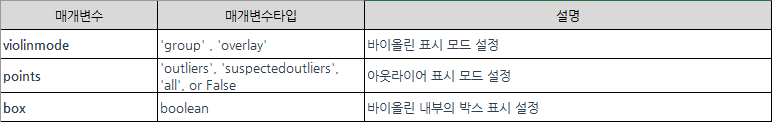 매개변수 매개변수타입 설명
violinmode 'group' , 'overlay' 바이올린 표시 모드 설정
points 'outliers', 'suspectedoutliers', 'all', or False 아웃라이어 표시 모드 설정
box boolean 바이올린 내부의 박스 표시 설정